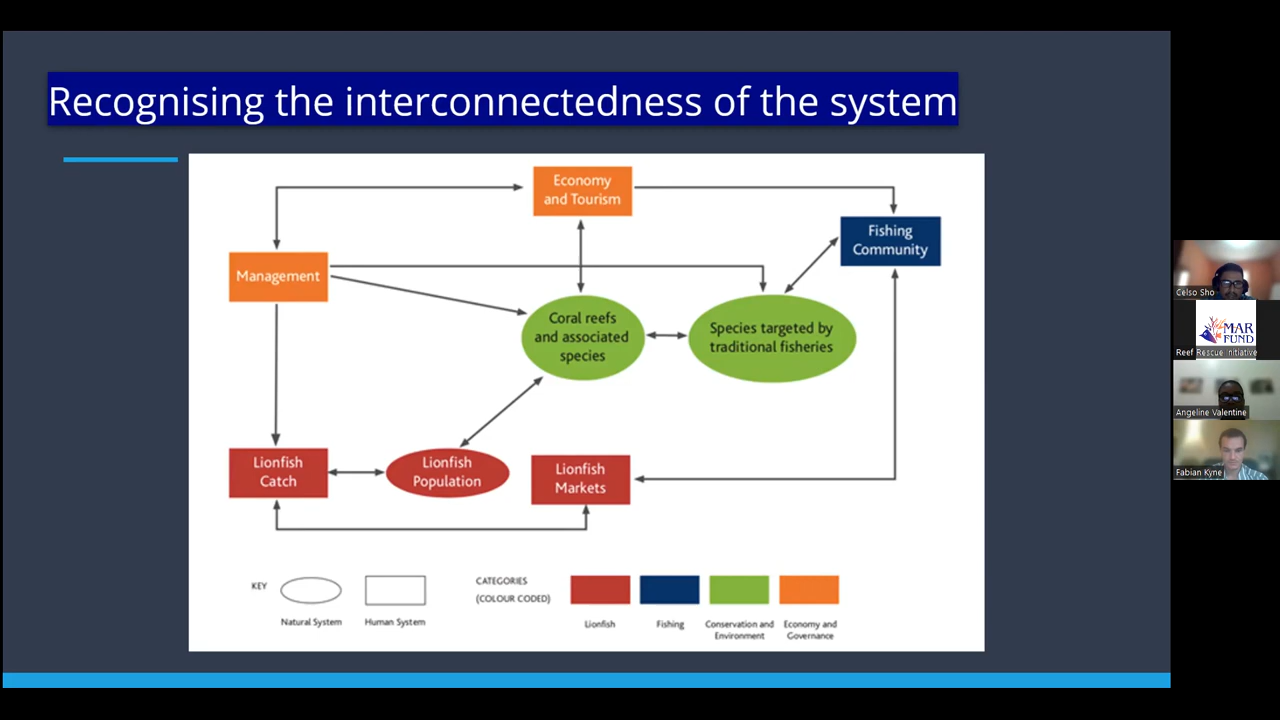 Recognising the interconnectedness of the system
Economy
and Tourism
Fishing
Community
Management
Coral reefs
and associated
species
Species targeted by
traditional fisheries
Lionfish
Catch
Lionfish
Population
Lionfish
Markets
KEY
Natural System
Human System
CATEGORIES
(COLOUR CODED)
Lionfish
Fishing
Conservation and
Environment
Economy and
Governance
Celso Sho
MAR
FUND
Reef Rescue Initiative
Angeline Valentine
Fabian Kyne